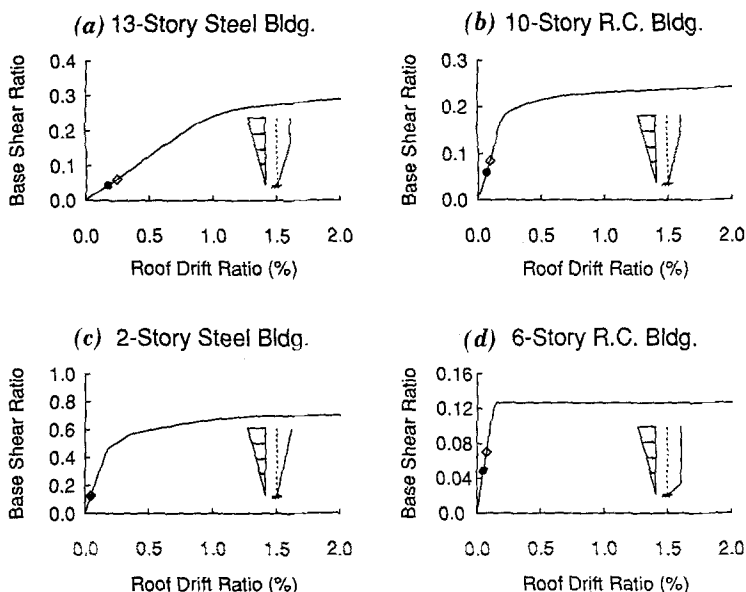 (a) 13-Story Steel Bldg.
Base Shear Ratio
0.4
0.3
0.2
0.1
0.0
0.0 0.5 1.0 1.5 2.0
Roof Drift Ratio (%)
(b) 10-Story R.C. Bldg.
Base Shear Ratio
0.3
0.2
0.1
0.0
0.0 0.5 1.0 1.5 2.0
Roof Drift Ratio (%)
(c) 2-Story Steel Bldg.
Base Shear Ratio
1.0
0.8
0.6
0.4
0.2
0.0
0.0 0.5 1.0 1.5 2.0
Roof Drift Ratio (%)
(d) 6-Story R.C. Bldg.
Base Shear Ratio
0.16
0.12
0.08
0.04
0.00
0.0 0.5 1.0 1.5 2.0
Roof Drift Ratio (%)